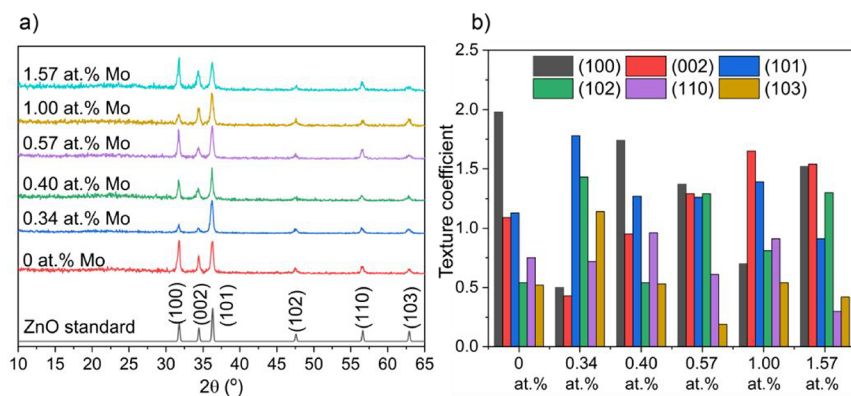 a)
1.57 at.% Mo
1.00 at.% Mo
0.57 at.% Mo
0.40 at.% Mo
0.34 at.% Mo
0 at.% Mo
ZnO standard
(100)
(002)
(101)
(102)
(110)
(103)
10 15 20 25 30 35 40 45 50 55 60 65
2θ (º)
b)
Texture coefficient
2.5
2.0
1.5
1.0
0.5
0.0
(100) (002) (101)
(102) (110) (103)
0 0.34 0.40 0.57 1.00 1.57
at.% at.% at.% at.% at.% at.%